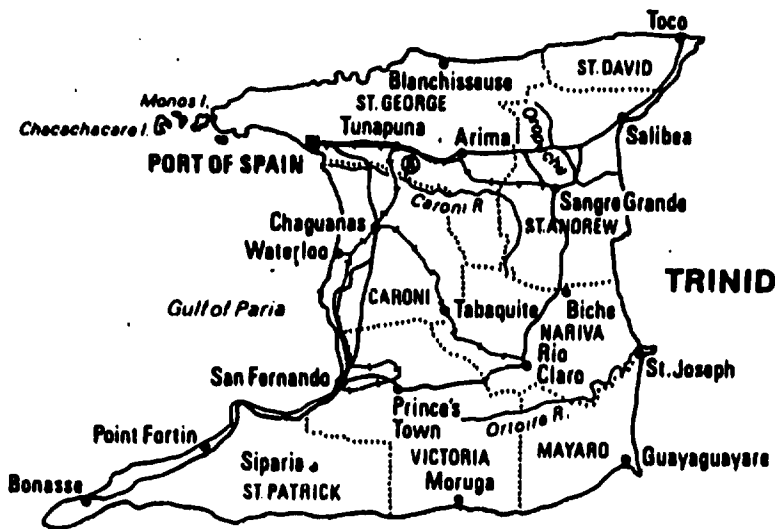 Toco
Blanchisseuse
ST. DAVID
Monos I.
ST. GEORGE
Chacachacare I.
Tunapuna
Arima
Salibea
PORT OF SPAIN
Caroni R
Sangre Grande
Chaguanas
ST. ANDREW
Waterloo
TRINID
Gulf of Paria
CARONI
Tabaquite
Biche
NARIVA
Rio
Claro
St. Joseph
San Fernando
Prince's
Town
Ortoire R.
Point Fortin
Siparia
VICTORIA
MAYARO
Guayaguayare
Bonasse
ST. PATRICK
Moruga